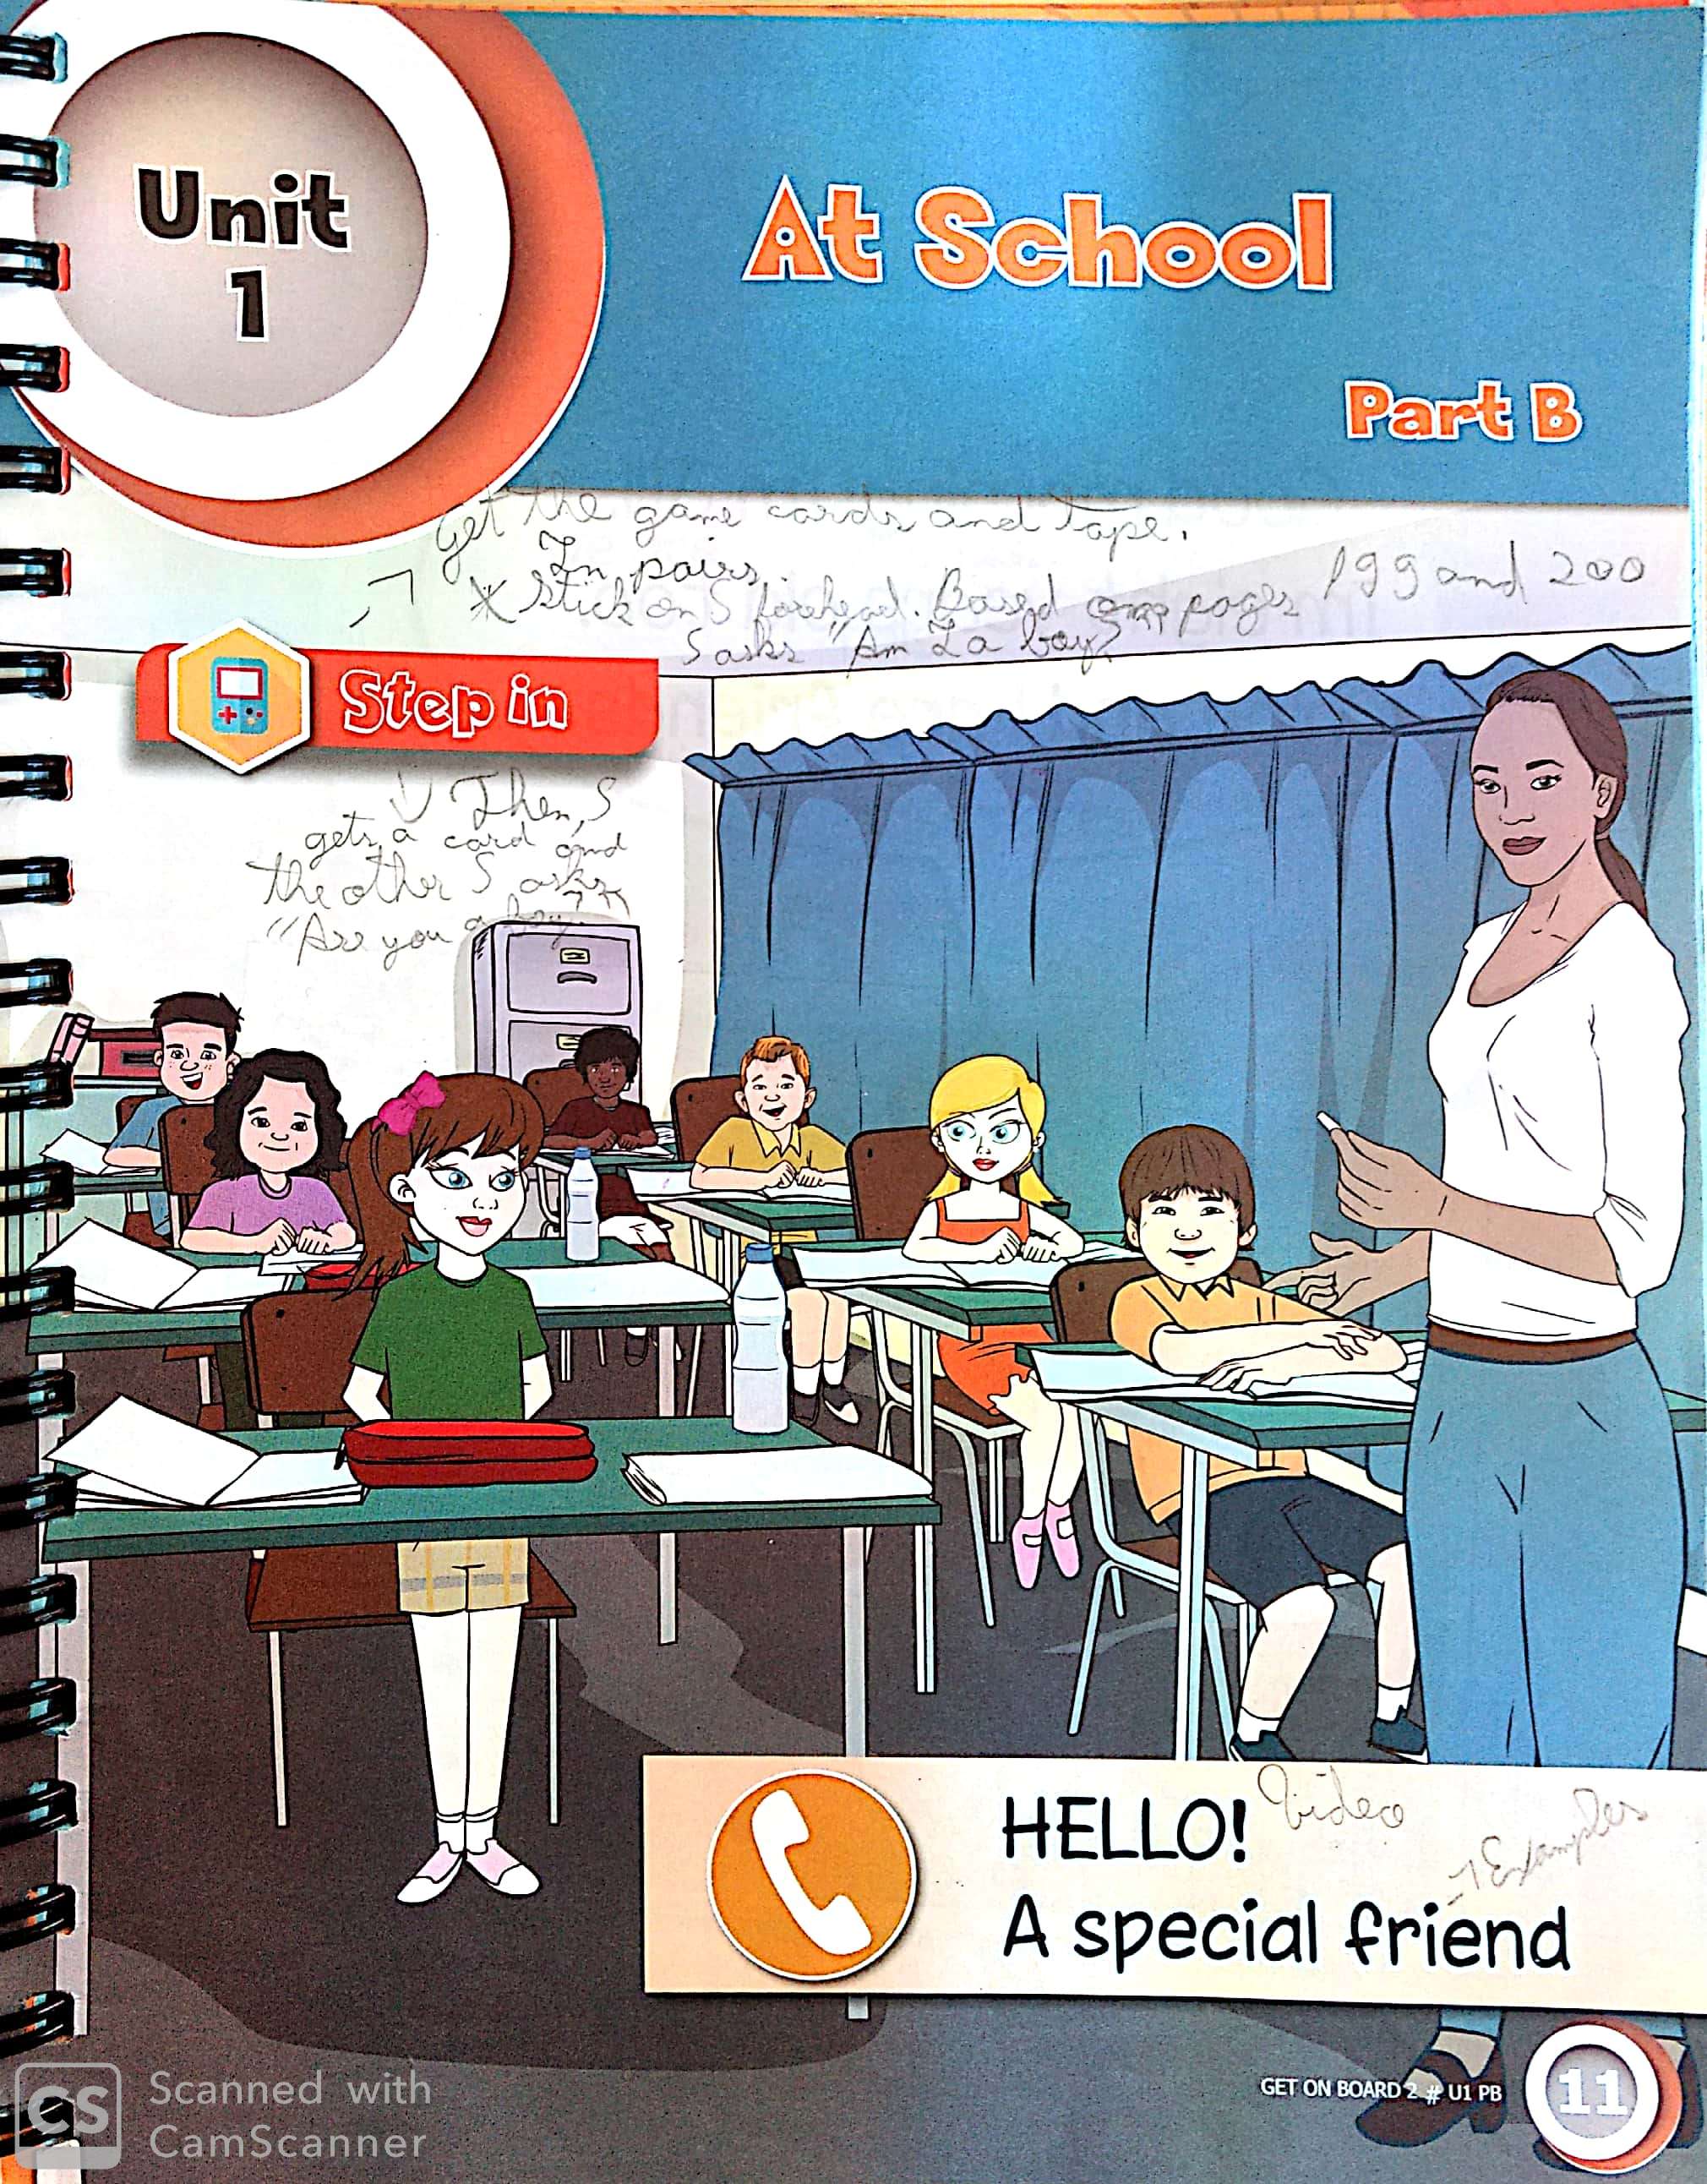 Unit
1
At School
Part B
Get the game cards and tape.
In pairs.
* Stick on S forehead. Based on pages 199 and 200
S asks "Am I a boy?"
Step in
Then, S
gets a card and
the other S asks
"Are you a boy?"
HELLO! Video
→ Examples
A special friend
GET ON BOARD 2 # U1 PB
11
CS
Scanned with
CamScanner